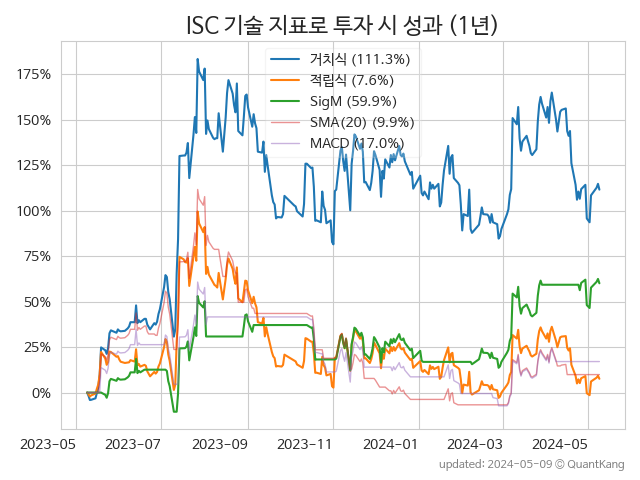 ISC 기술 지표로 투자 시 성과 (1년)
거치식 (111.3%)
적립식 (7.6%)
SigM (59.9%)
SMA(20) (9.9%)
MACD (17.0%)
175%
150%
125%
100%
75%
50%
25%
0%
2023-05 2023-07 2023-09 2023-11 2024-01 2024-03 2024-05
updated: 2024-05-09 © QuantKang